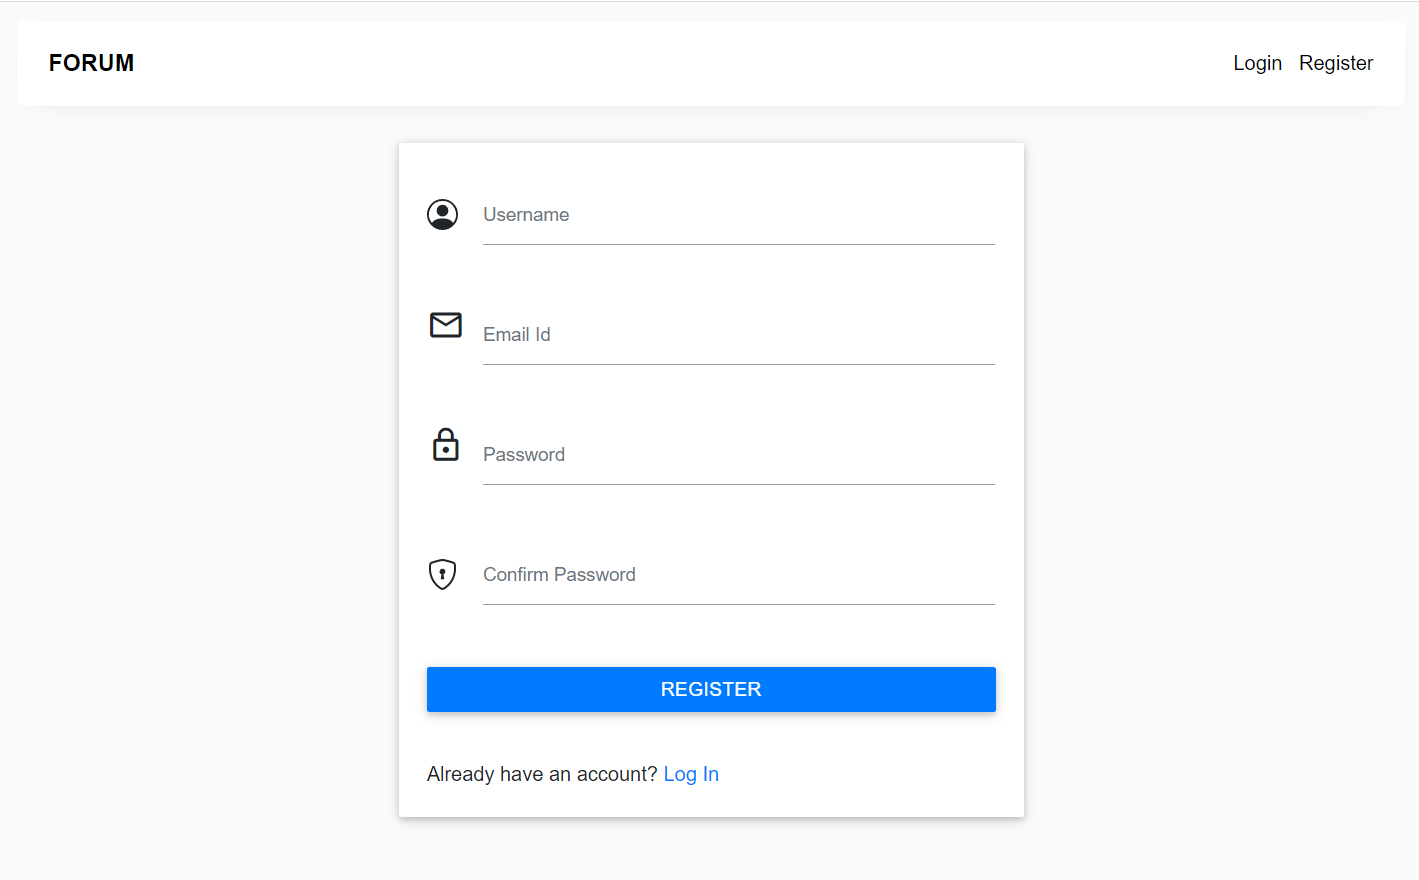 FORUM
Login Register
Username
Email Id
Password
Confirm Password
REGISTER
Already have an account? Log In